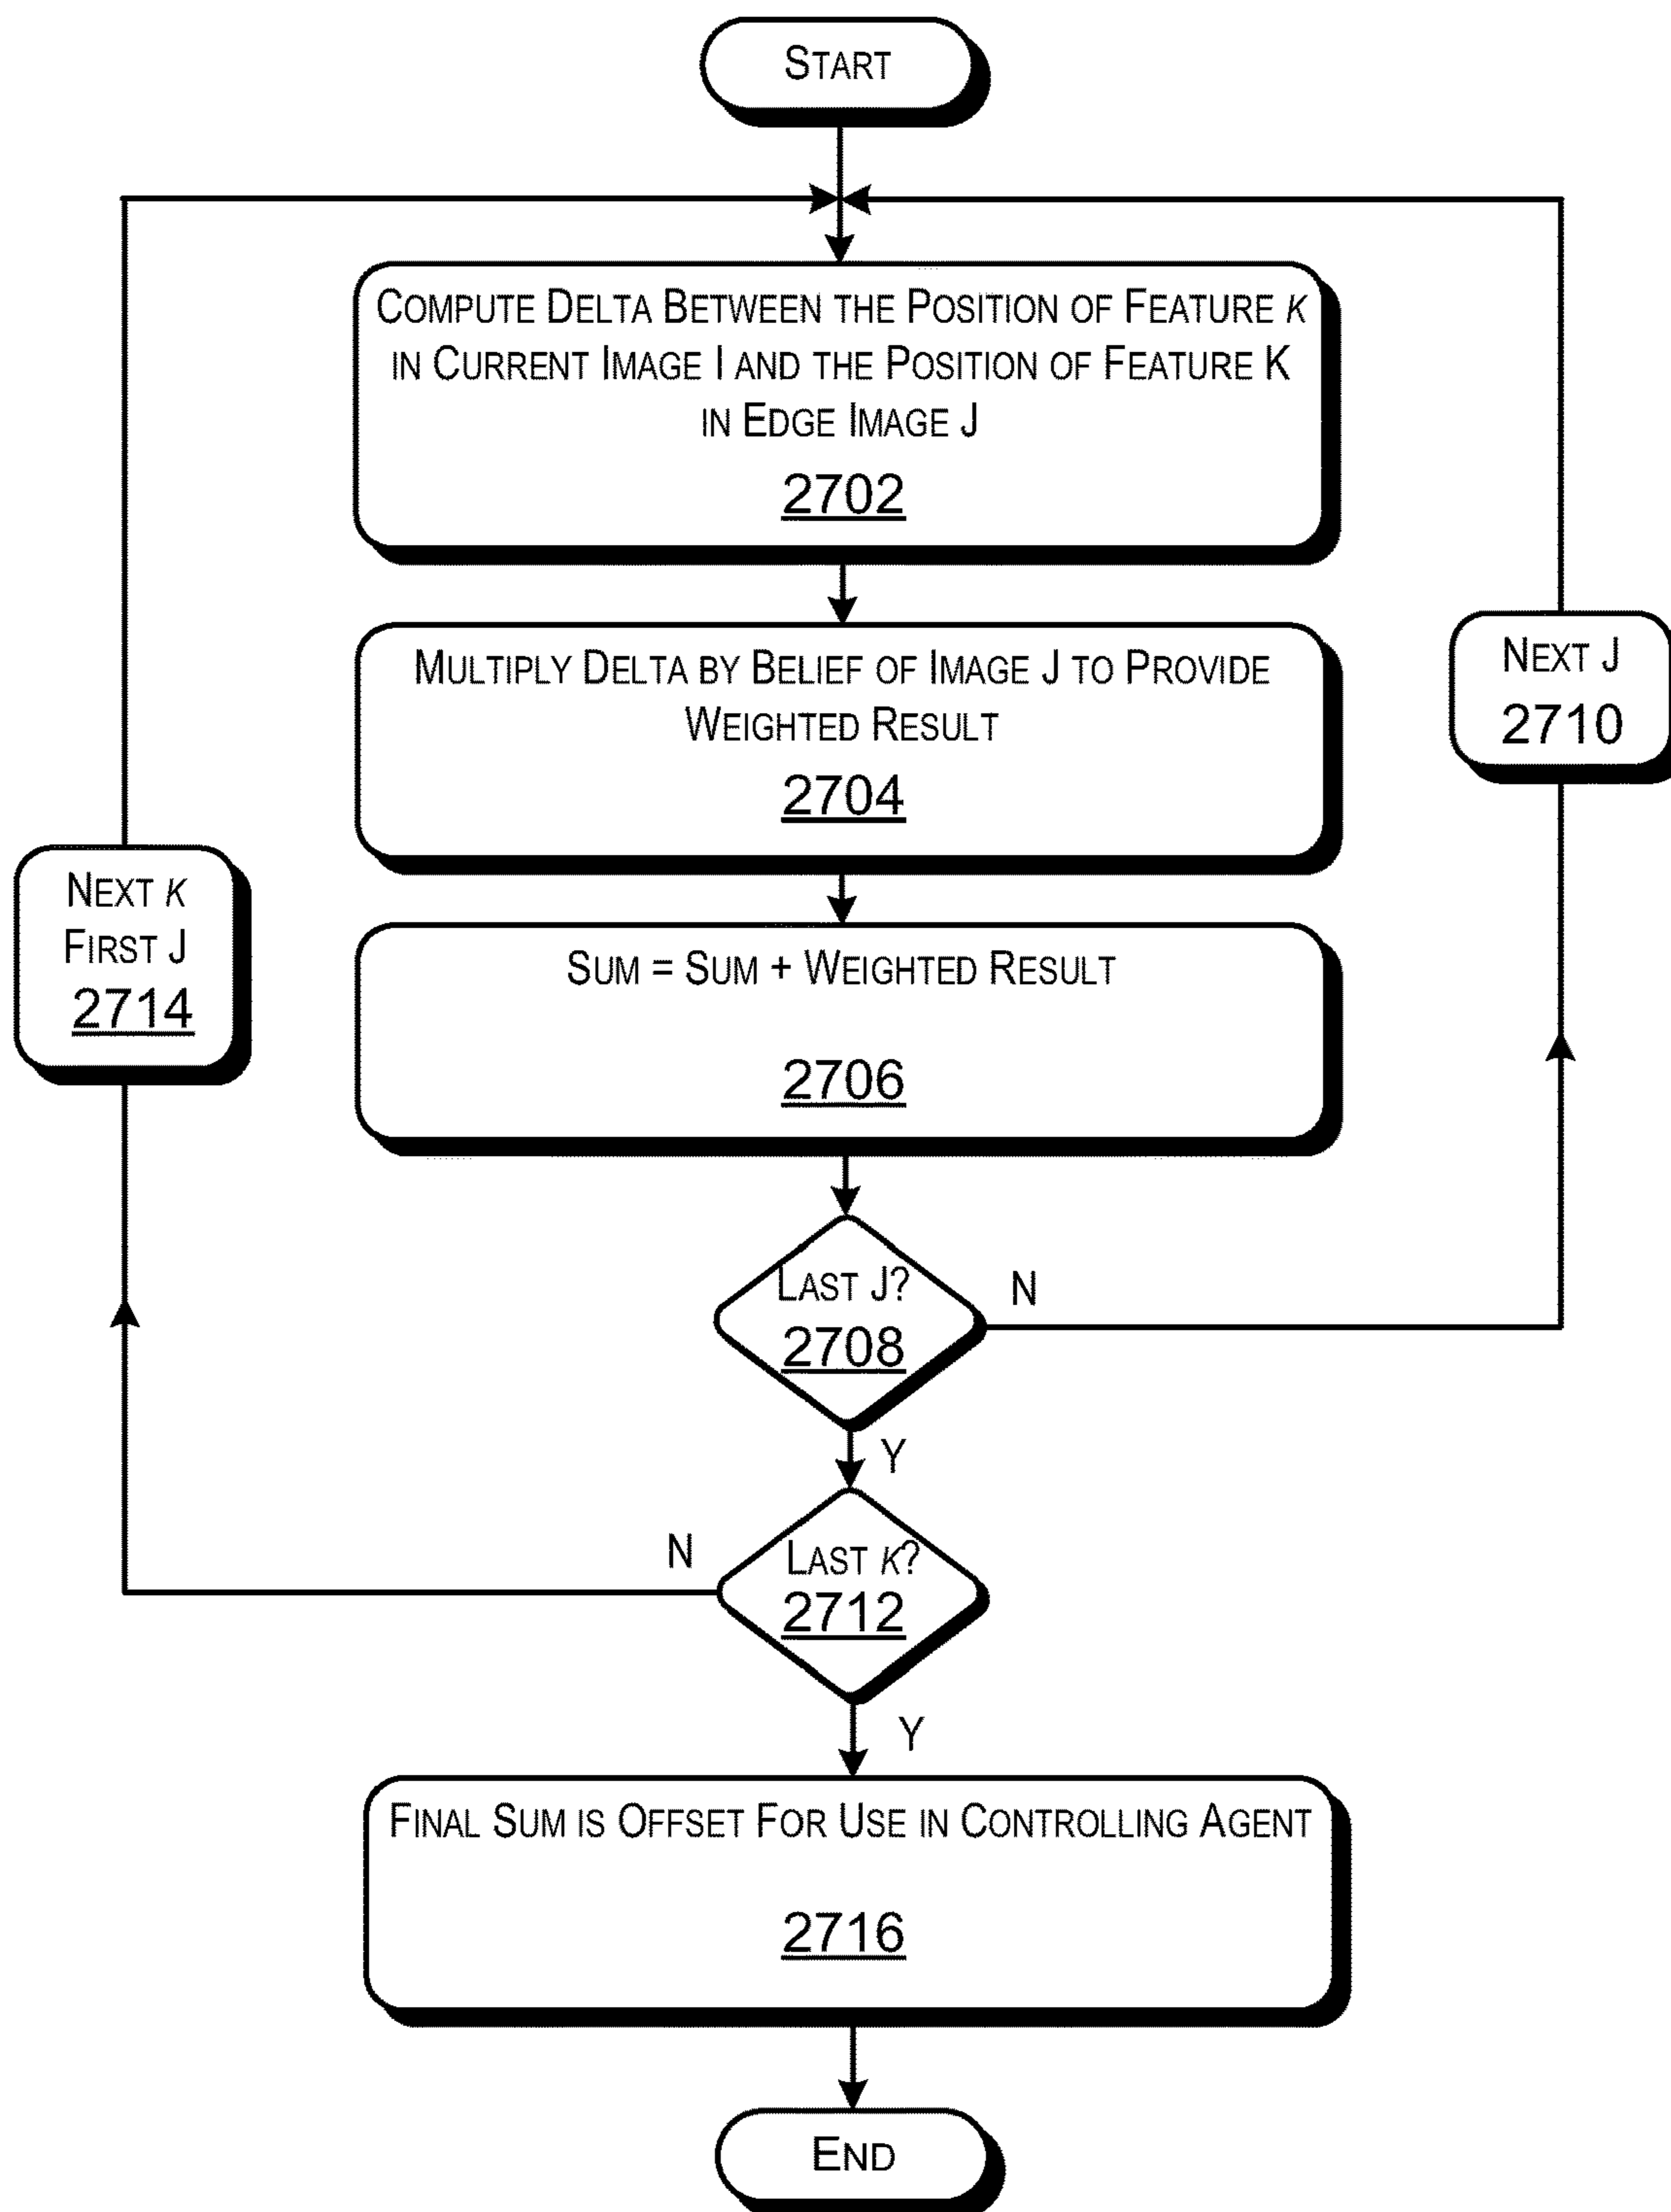 START
COMPUTE DELTA BETWEEN THE POSITION OF FEATURE K
IN CURRENT IMAGE I AND THE POSITION OF FEATURE K
IN EDGE IMAGE J
2702
MULTIPLY DELTA BY BELIEF OF IMAGE J TO PROVIDE
WEIGHTED RESULT
2704
NEXT J
2710
NEXT K
FIRST J
2714
SUM = SUM + WEIGHTED RESULT
2706
LAST J?
2708
N
Y
LAST K?
2712
N
Y
FINAL SUM IS OFFSET FOR USE IN CONTROLLING AGENT
2716
END